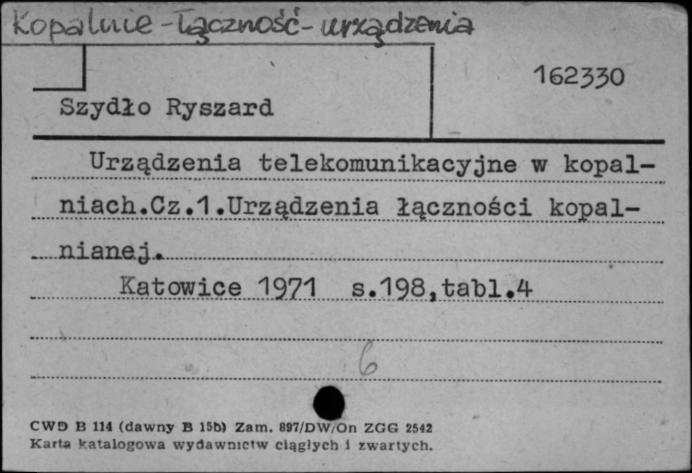 Kopalnie - Łączność - urządzenia
162330
Szydło Ryszard
Urządzenia telekomunikacyjne w kopal-
niach.Cz.1.Urządzenia łączności kopal-
nianej.
Katowice 1971 s.198,tabl.4
6
CWD B 114 (dawny B 15b) Zam. 897/DW/On ZGG 2542
Karta katalogowa wydawnictw ciągłych i zwartych.